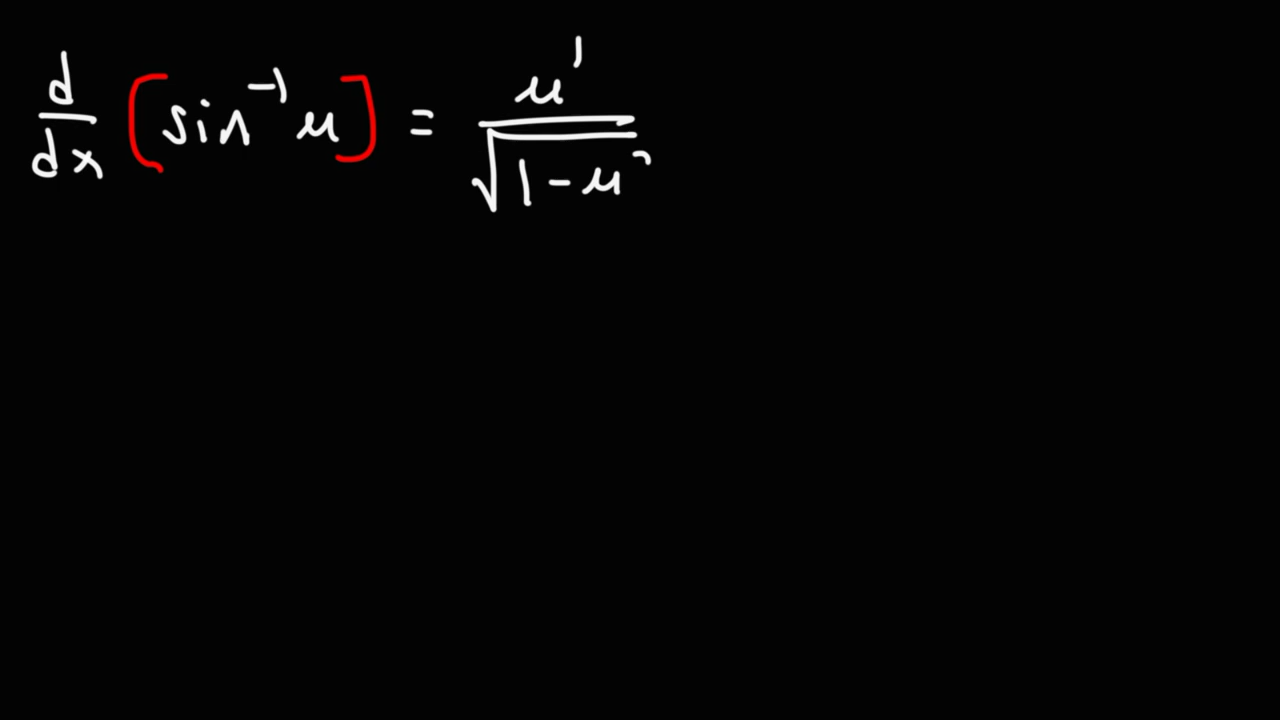 d/dx [sin⁻¹u] = u'/√(1-u²)